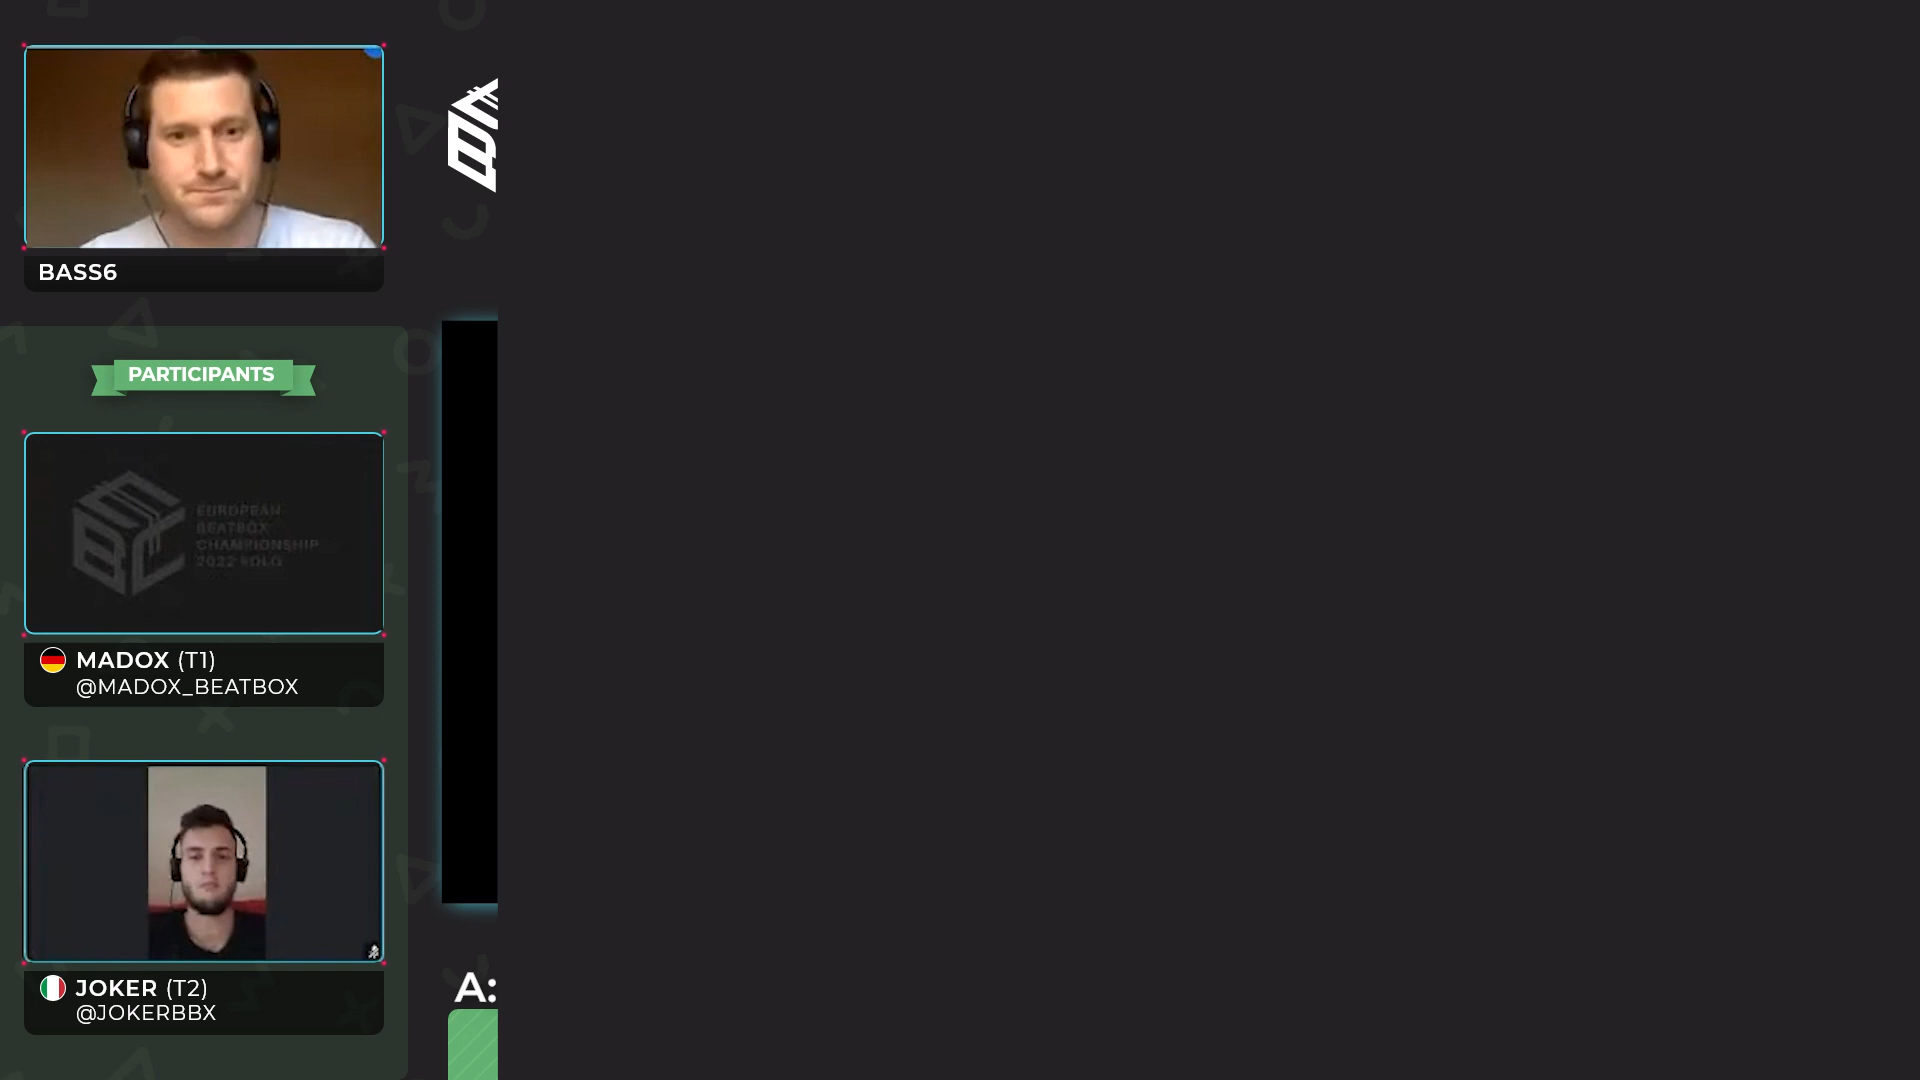 BASS6
PARTICIPANTS
EUROPEAN
BEATBOX
CHAMPIONSHIP
2022 SOLO
MADOX (T1)
@MADOX_BEATBOX
JOKER (T2)
@JOKERBBX
A: